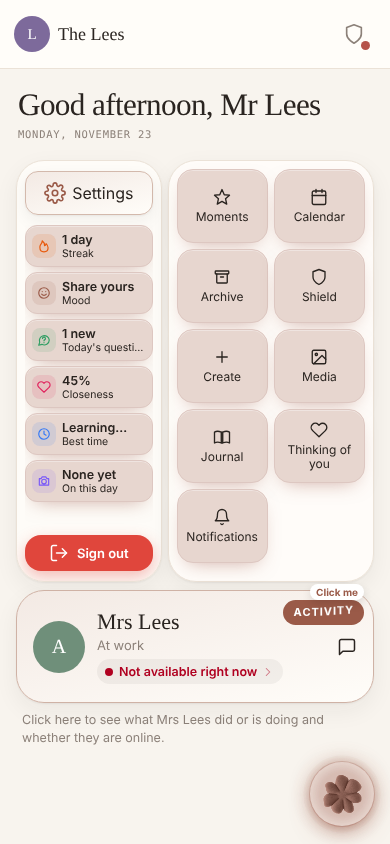 L
The Lees
Good afternoon, Mr Lees
MONDAY, NOVEMBER 23
Settings
1 day
Streak
Share yours
Mood
1 new
Today's questi...
45%
Closeness
Learning...
Best time
None yet
On this day
Sign out
Moments
Calendar
Archive
Shield
Create
Media
Journal
Thinking of
you
Notifications
Click me
ACTIVITY
A
Mrs Lees
At work
Not available right now
Click here to see what Mrs Lees did or is doing and
whether they are online.